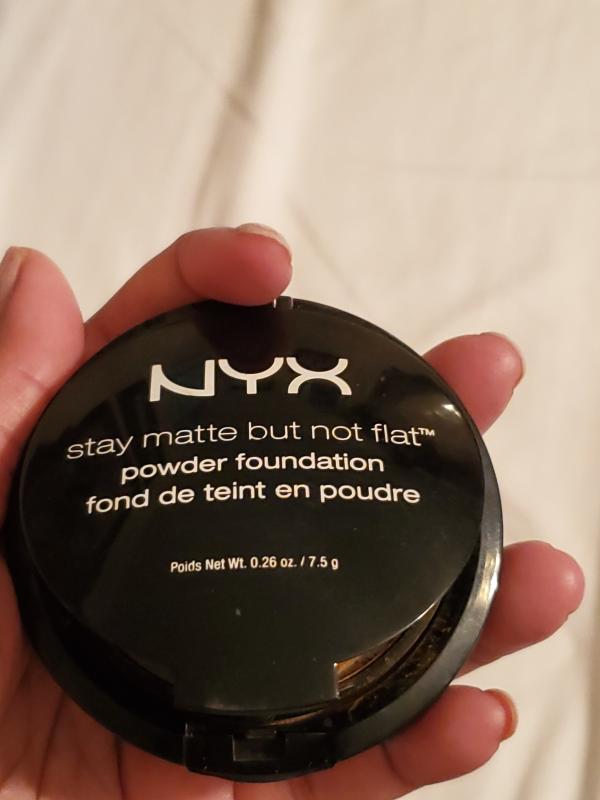 NYX
stay matte but not flat™
powder foundation
fond de teint en poudre
Poids Net Wt. 0.26 oz. / 7.5 g